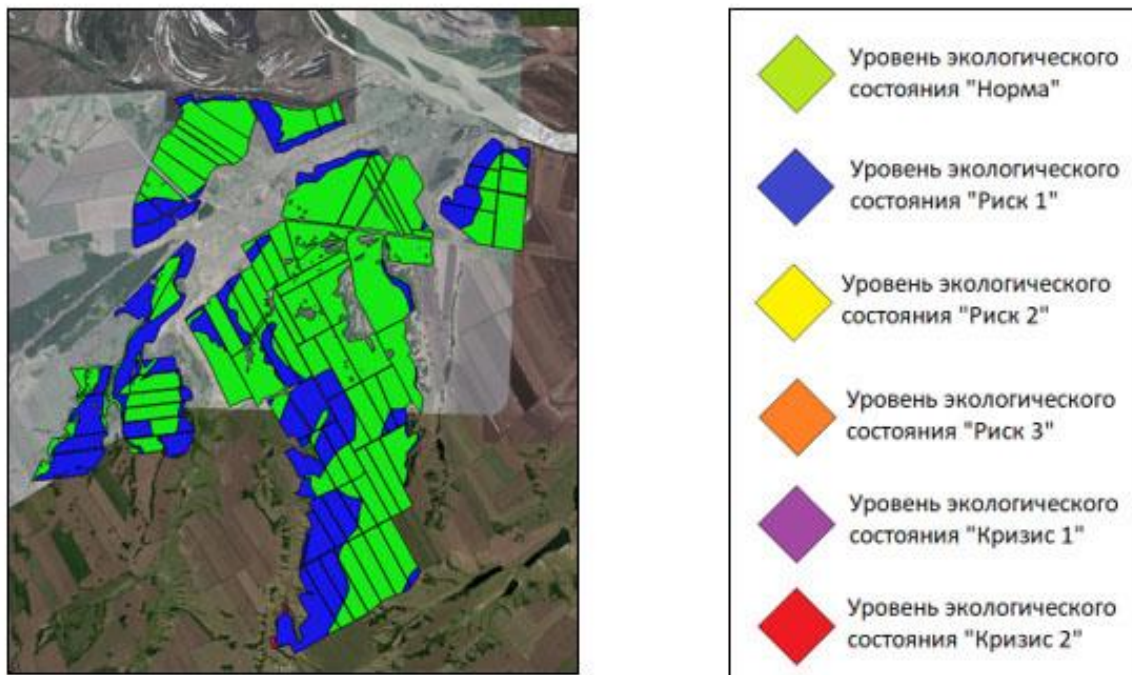 Уровень экологического
состояния "Норма"
Уровень экологического
состояния "Риск 1"
Уровень экологического
состояния "Риск 2"
Уровень экологического
состояния "Риск 3"
Уровень экологического
состояния "Кризис 1"
Уровень экологического
состояния "Кризис 2"